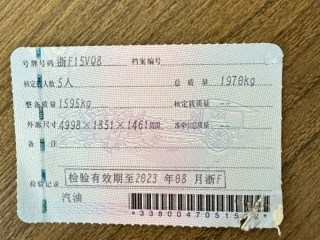 号牌号码 浙F15VQ8 档案编号
核定载人数 5人 总质量 1970kg
整备质量 1595kg 核定载质量 --
外廓尺寸 4998×1851×1461mm 准牵引总质量 --
备注
检验有效期至2023年08月浙F
检验记录
汽油